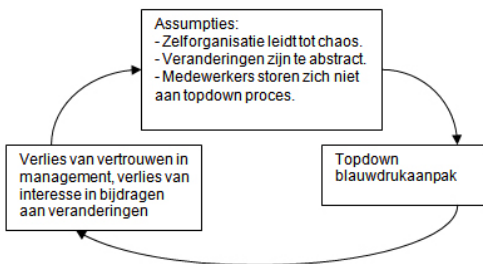 Assumpties:
- Zelforganisatie leidt tot chaos.
- Veranderingen zijn te abstract.
- Medewerkers storen zich niet
aan topdown proces.
Verlies van vertrouwen in
management, verlies van
interesse in bijdragen
aan veranderingen
Topdown
blauwdrukaanpak